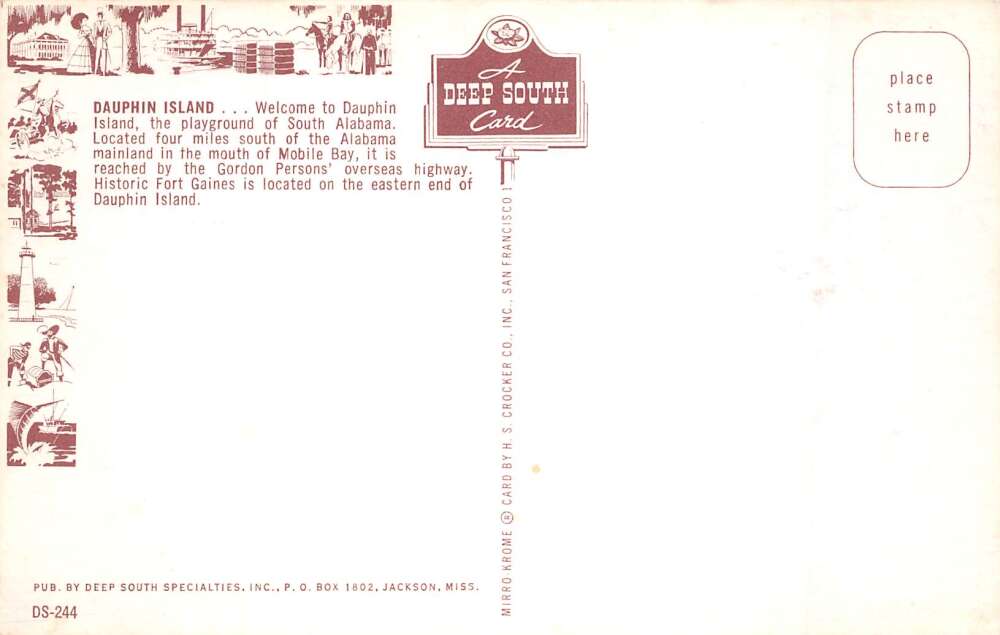 DAUPHIN ISLAND . . . Welcome to Dauphin
Island, the playground of South Alabama.
Located four miles south of the Alabama
mainland in the mouth of Mobile Bay, it is
reached by the Gordon Persons' overseas highway.
Historic Fort Gaines is located on the eastern end of
Dauphin Island.
A
DEEP SOUTH
Card
place
stamp
here
MIRRO-KROME ® CARD BY H. S. CROCKER CO., INC., SAN FRANCISCO 1
PUB. BY DEEP SOUTH SPECIALTIES, INC., P. O. BOX 1802, JACKSON, MISS.
DS-244